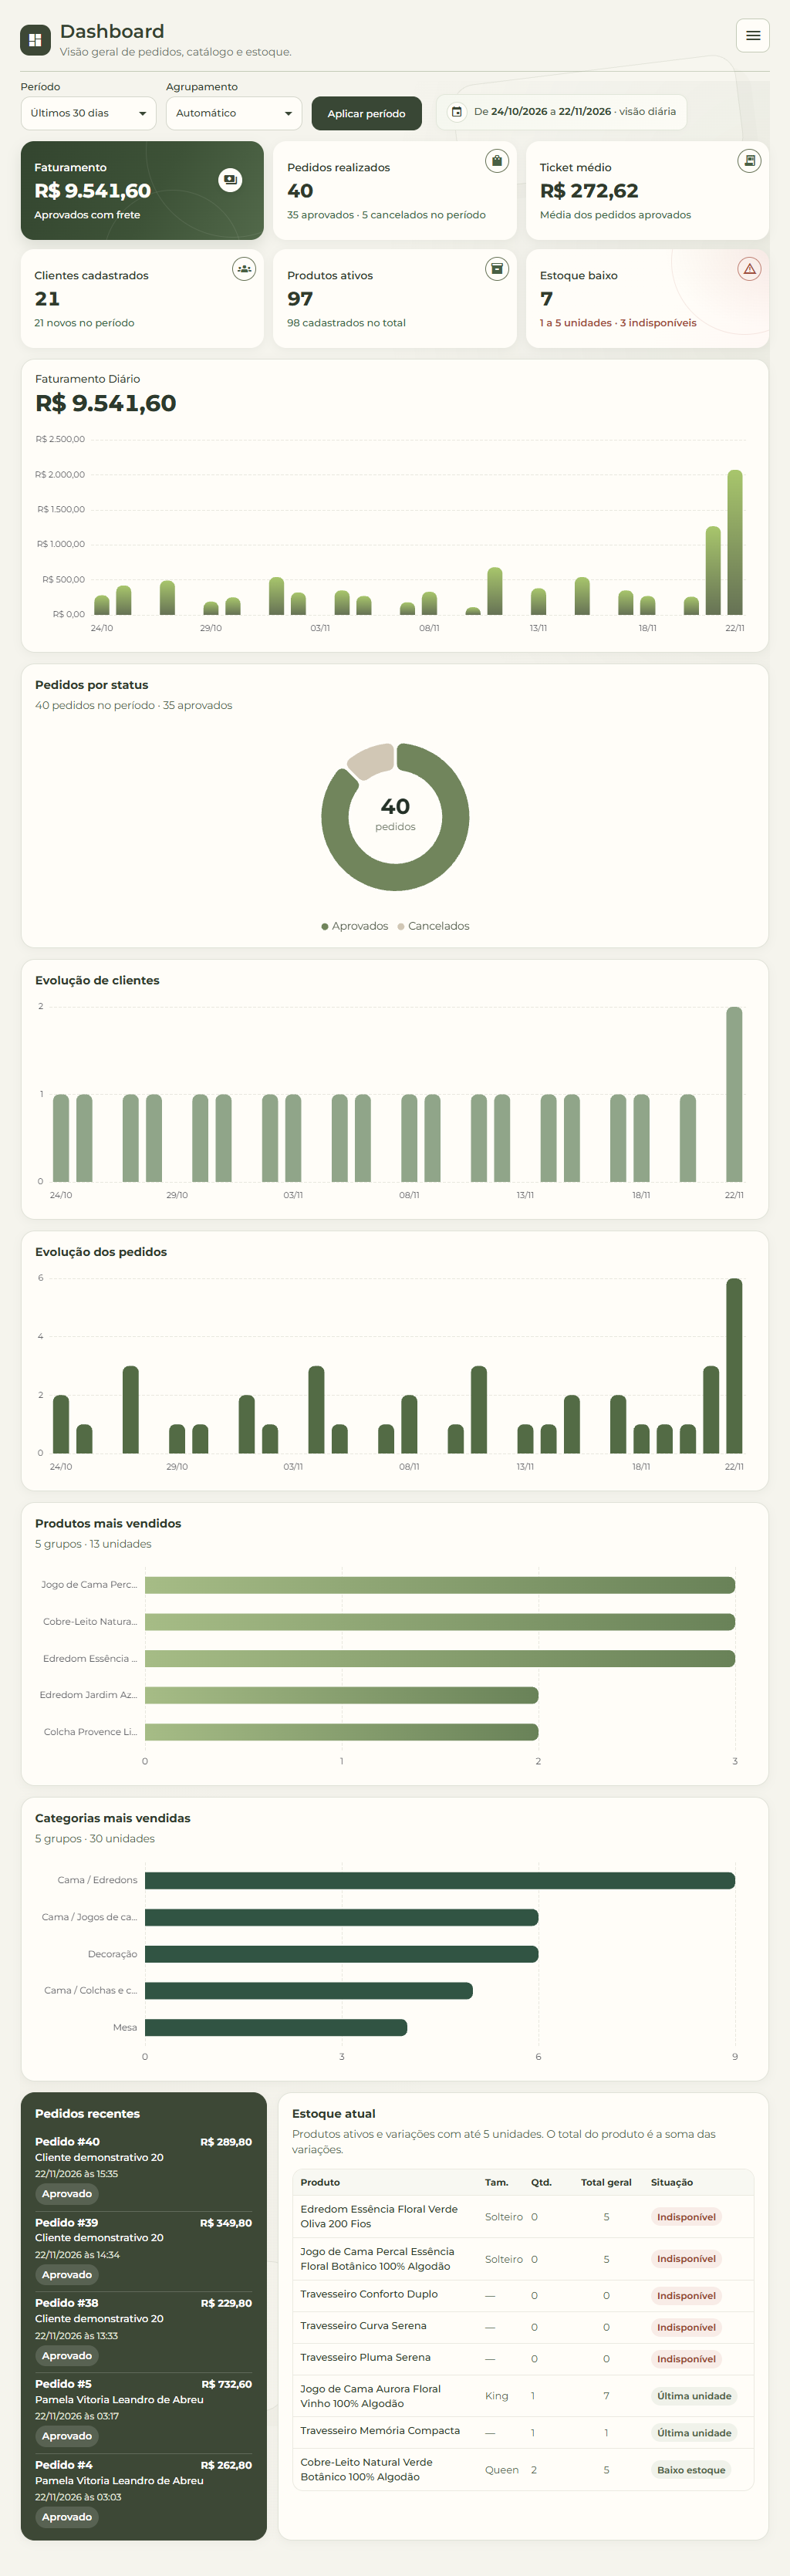 Dashboard
Visão geral de pedidos, catálogo e estoque.
Período
Agrupamento
Últimos 30 dias
Automático
Aplicar período
De 24/10/2026 a 22/11/2026 · visão diária
Faturamento
R$ 9.541,60
Aprovados com frete
Pedidos realizados
40
35 aprovados · 5 cancelados no período
Ticket médio
R$ 272,62
Média dos pedidos aprovados
Clientes cadastrados
21
21 novos no período
Produtos ativos
97
98 cadastrados no total
Estoque baixo
7
1 a 5 unidades · 3 indisponíveis
Faturamento Diário
R$ 9.541,60
R$ 2.500,00
R$ 2.000,00
R$ 1.500,00
R$ 1.000,00
R$ 500,00
R$ 0,00
24/10 29/10 03/11 08/11 13/11 18/11 22/11
Pedidos por status
40 pedidos no período · 35 aprovados
40
pedidos
Aprovados Cancelados
Evolução de clientes
2
1
0
24/10 29/10 03/11 08/11 13/11 18/11 22/11
Evolução dos pedidos
6
4
2
0
24/10 29/10 03/11 08/11 13/11 18/11 22/11
Produtos mais vendidos
5 grupos · 13 unidades
Jogo de Cama Perc...
Cobre-Leito Natura...
Edredom Essência ...
Edredom Jardim Az...
Colcha Provence Li...
0 1 2 3
Categorias mais vendidas
5 grupos · 30 unidades
Cama / Edredons
Cama / Jogos de ca...
Decoração
Cama / Colchas e c...
Mesa
0 3 6 9
Pedidos recentes
Pedido #40 R$ 289,80
Cliente demonstrativo 20
22/11/2026 às 15:35
Aprovado
Pedido #39 R$ 349,80
Cliente demonstrativo 20
22/11/2026 às 14:34
Aprovado
Pedido #38 R$ 229,80
Cliente demonstrativo 20
22/11/2026 às 13:33
Aprovado
Pedido #5 R$ 732,60
Pamela Vitoria Leandro de Abreu
22/11/2026 às 03:17
Aprovado
Pedido #4 R$ 262,80
Pamela Vitoria Leandro de Abreu
22/11/2026 às 03:03
Aprovado
Estoque atual
Produtos ativos e variações com até 5 unidades. O total do produto é a soma das
variações.
Produto Tam. Qtd. Total geral Situação
Edredom Essência Floral Verde
Oliva 200 Fios
Solteiro 0 5 Indisponível
Jogo de Cama Percal Essência
Floral Botânico 100% Algodão
Solteiro 0 5 Indisponível
Travesseiro Conforto Duplo — 0 0 Indisponível
Travesseiro Curva Serena — 0 0 Indisponível
Travesseiro Pluma Serena — 0 0 Indisponível
Jogo de Cama Aurora Floral
Vinho 100% Algodão
King 1 7 Última unidade
Travesseiro Memória Compacta — 1 1 Última unidade
Cobre-Leito Natural Verde
Botânico 100% Algodão
Queen 2 5 Baixo estoque